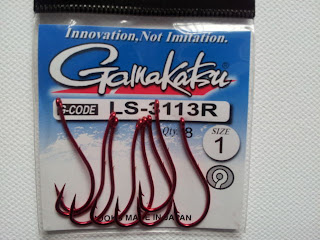 Innovation, Not Imitation.
Gamakatsu
G-CODE LS-3113R
Qty. 8
SIZE
1
MADE IN JAPAN